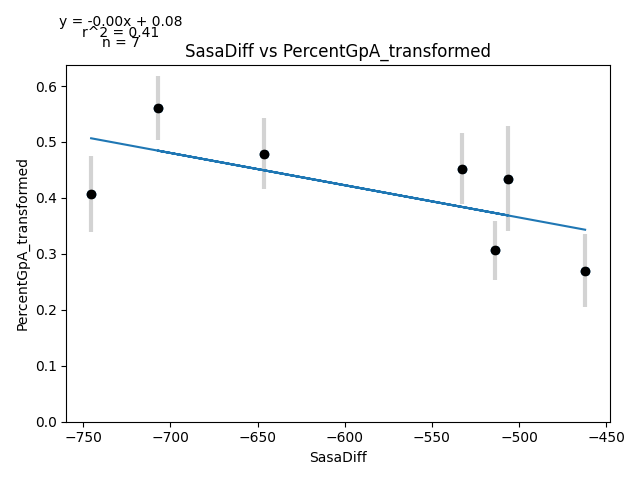 y = -0.00x + 0.08
r^2 = 0.41
n = 7
SasaDiff vs PercentGpA_transformed
PercentGpA_transformed
0.6
0.5
0.4
0.3
0.2
0.1
0.0
−750 −700 −650 −600 −550 −500 −450
SasaDiff